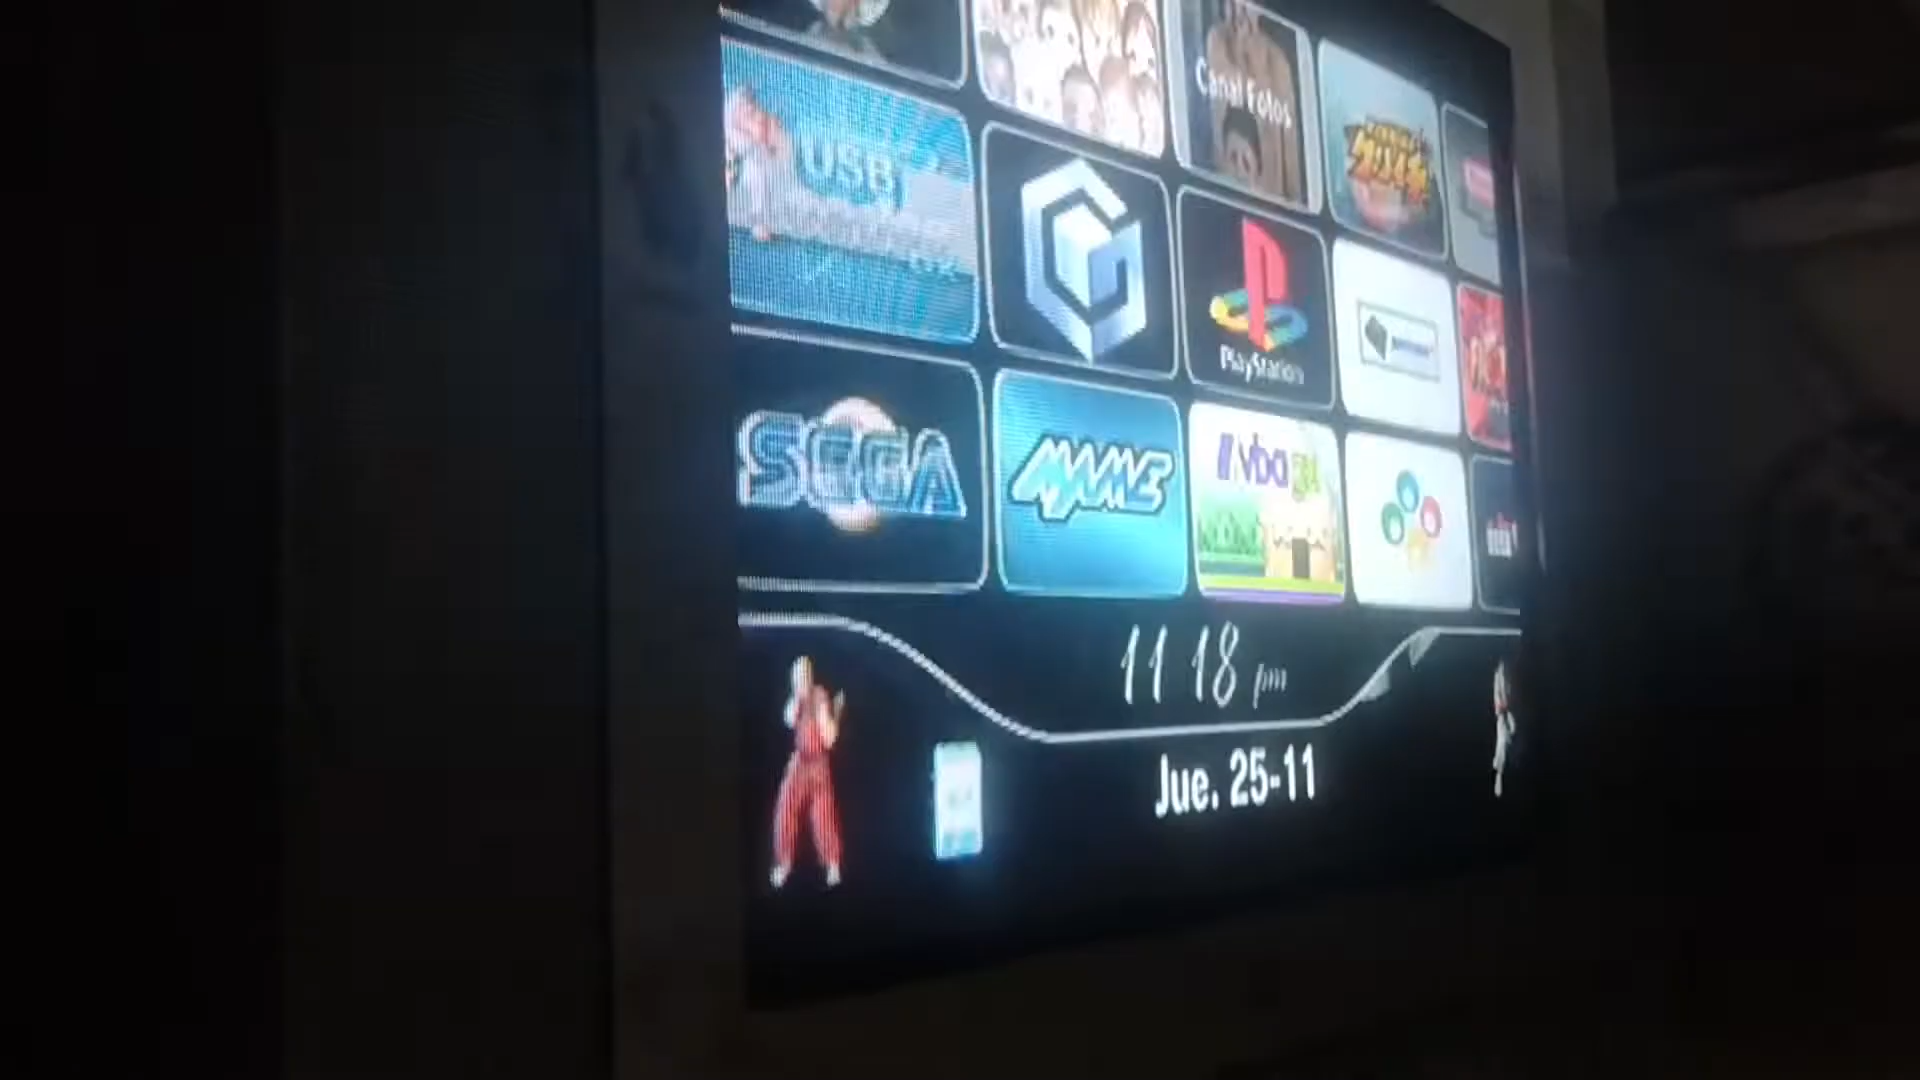 Canal Fotos
USB
PlayStation
SEGA
MAME
vba
11 18 pm
Jue. 25-11